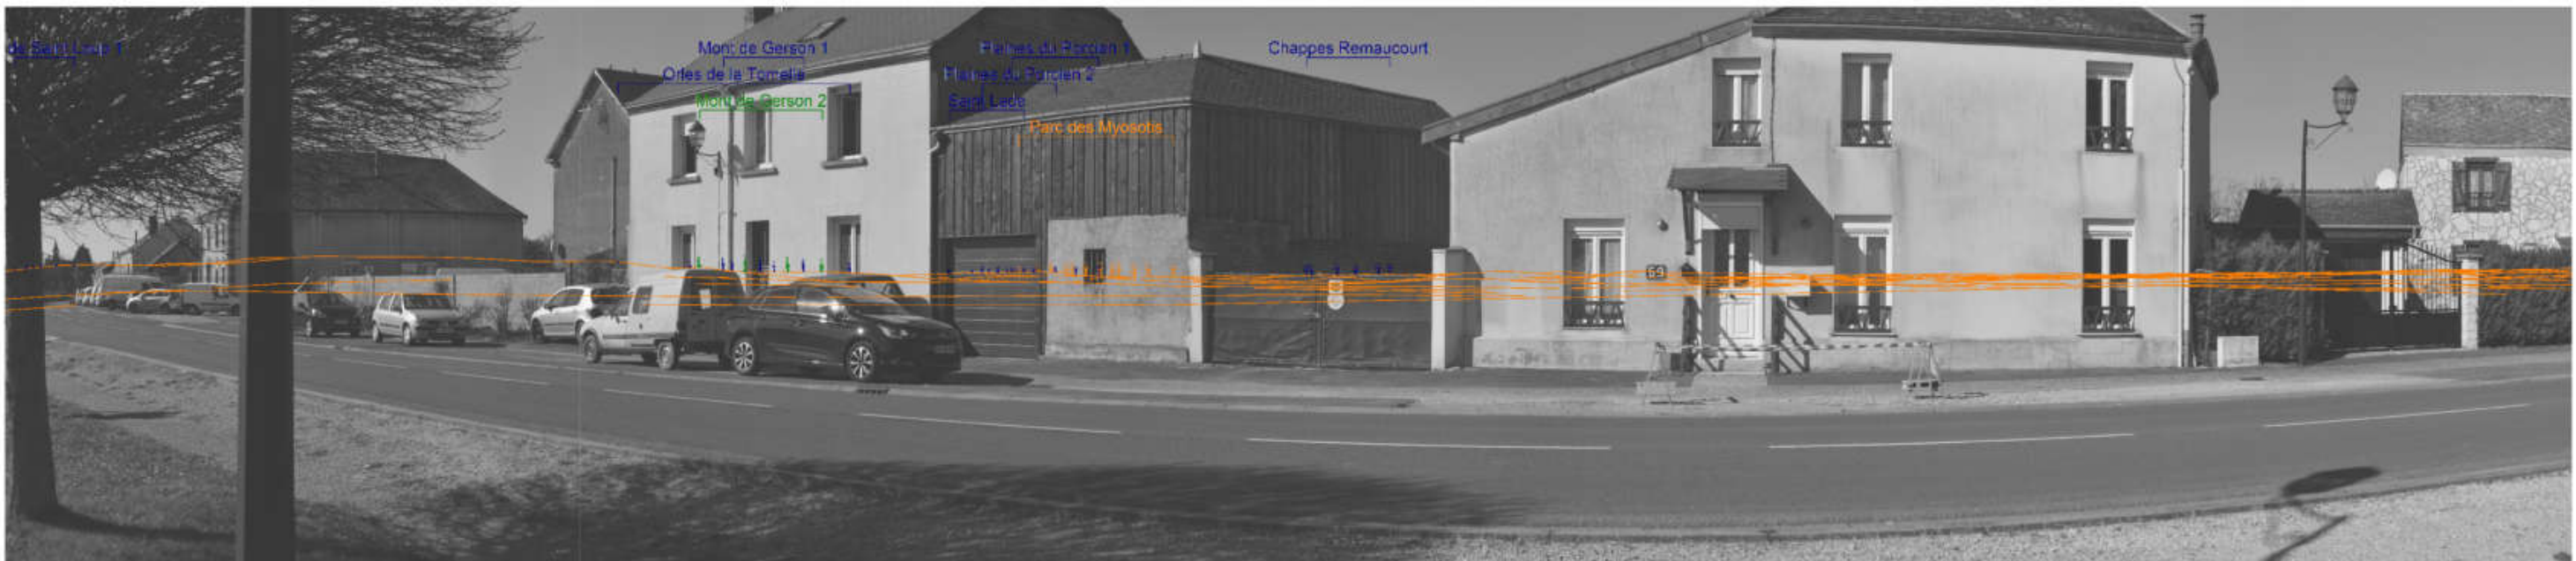 de Saint Loup 1
Mont de Gerson 1
Plaines du Porcien 1
Chappes Remaucourt
Orles de la Tomelle
Plaines du Porcien 2
Mont de Gerson 2
Saint Lade
Parc des Myosotis
69